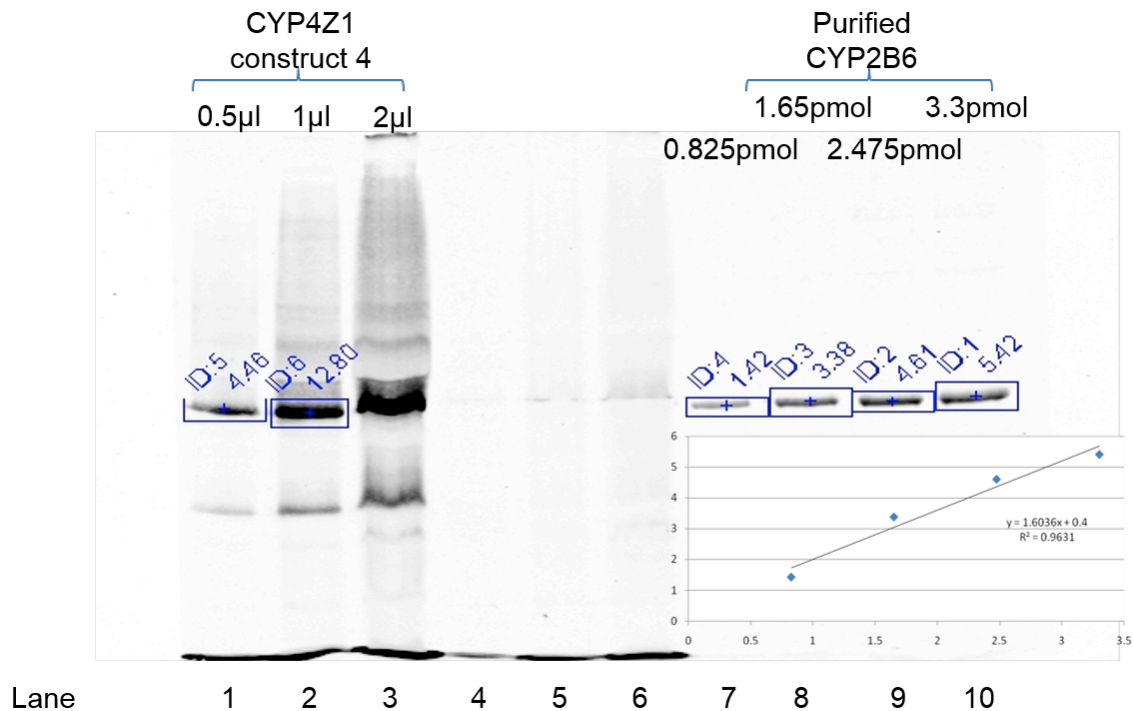 CYP4Z1
construct 4
Purified
CYP2B6
0.5µl 1µl 2µl
1.65pmol 3.3pmol
0.825pmol 2.475pmol
ID:5
4.46
ID:6
12.80
ID:4
1.42
ID:3
3.38
ID:2
4.61
ID:1
5.42
6
5
4
3
2
1
0
y = 1.6036x + 0.4
R² = 0.9631
0 0.5 1 1.5 2 2.5 3 3.5
Lane 1 2 3 4 5 6 7 8 9 10